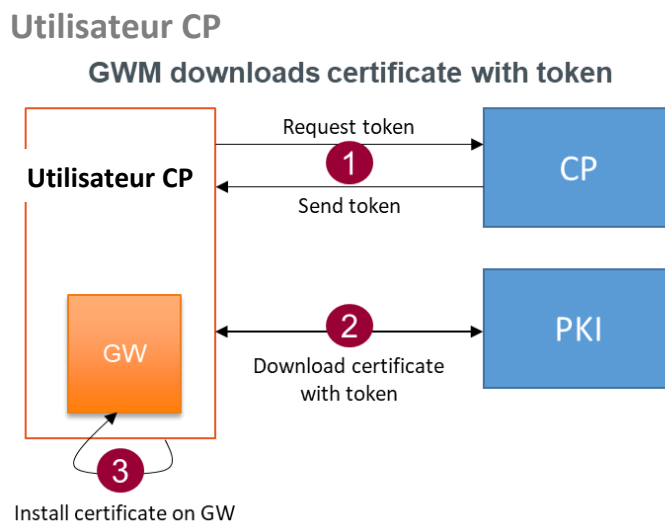 Utilisateur CP
GWM downloads certificate with token
Request token
1
CP
Utilisateur CP
Send token
2
PKI
GW
Download certificate
with token
3
Install certificate on GW